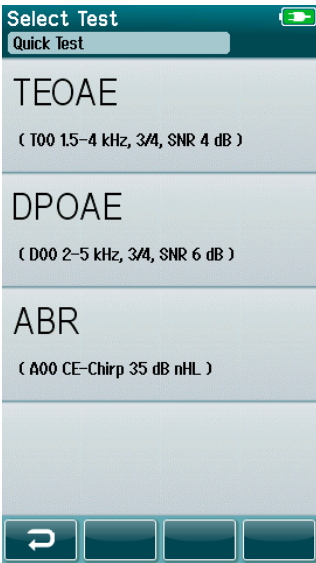 Select Test
Quick Test
TEOAE
( T00 1.5-4 kHz, 3/4, SNR 4 dB )
DPOAE
( D00 2-5 kHz, 3/4, SNR 6 dB )
ABR
( A00 CE-Chirp 35 dB nHL )